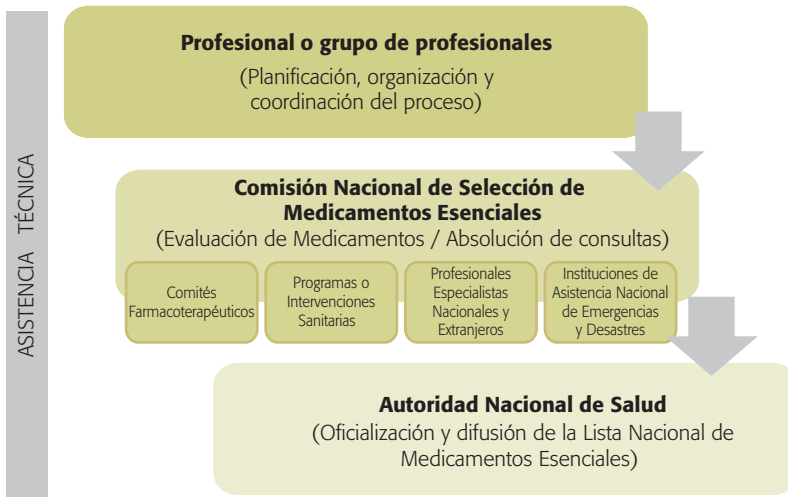 Profesional o grupo de profesionales
(Planificación, organización y
coordinación del proceso)
ASISTENCIA TÉCNICA
Comisión Nacional de Selección de
Medicamentos Esenciales
(Evaluación de Medicamentos / Absolución de consultas)
Comités
Farmacoterapéuticos
Programas o
Intervenciones
Sanitarias
Profesionales
Especialistas
Nacionales y
Extranjeros
Instituciones de
Asistencia Nacional
de Emergencias
y Desastres
Autoridad Nacional de Salud
(Oficialización y difusión de la Lista Nacional de
Medicamentos Esenciales)